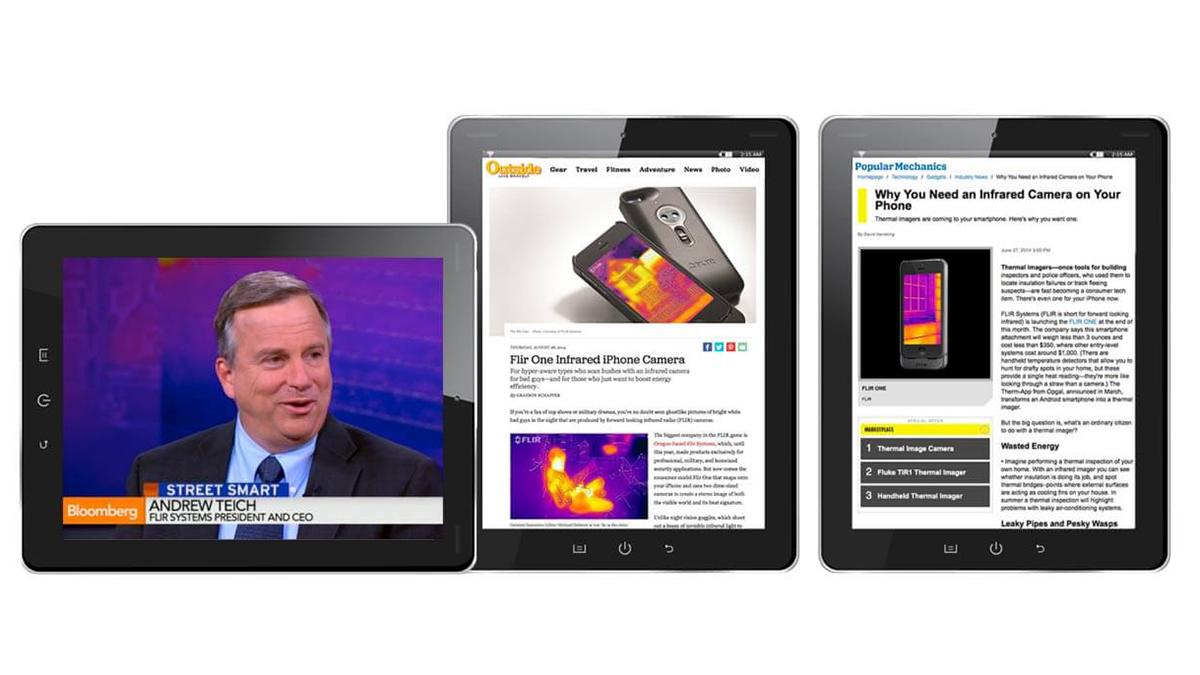 STREET SMART
Bloomberg
ANDREW TEICH
FLIR SYSTEMS PRESIDENT AND CEO
2:15 AM
Outside
LIVE BRAVELY
Gear Travel Fitness Adventure News Photo Video
FLIR
THURSDAY, AUGUST 28, 2014
Flir One Infrared iPhone Camera
For hyper-aware types who scan bushes with an infrared camera
for bad guys—and for those who just want to boost energy
efficiency.
By GRAYSON SCHAFFER
If you're a fan of cop shows or military dramas, you've no doubt seen ghostlike pictures of bright white
bad guys in the night that are produced by forward looking infrared radar (FLIR) cameras.
FLIR
The biggest company in the FLIR game is
Oregon-based Flir Systems, which, until
this year, made products exclusively for
professional, military, and homeland
security applications. But now comes the
consumer model Flir One that snaps onto
your iPhone and uses two dime-sized
cameras to create a stereo image of both
the visible world and its heat signature.
Unlike night vision goggles, which shoot
out a beam of invisible infrared light to
2:15 AM
Popular Mechanics
Homepage / Technology / Gadgets / Industry News / Why You Need an Infrared Camera on Your Phone
Why You Need an Infrared Camera on Your
Phone
Thermal imagers are coming to your smartphone. Here's why you want one.
By David Hambling
June 27, 2014 3:00 PM
Thermal imagers—once tools for building
inspectors and police officers, who used them to
locate insulation failures or track fleeing
suspects—are fast becoming a consumer tech
item. There's even one for your iPhone now.
FLIR Systems (FLIR is short for forward looking
infrared) is launching the FLIR ONE at the end of
this month. The company says this smartphone
attachment will weigh less than 3 ounces and
cost less than $350, where other entry-level
systems cost around $1,000. (There are
handheld temperature detectors that allow you to
hunt for drafty spots in your home, but these
provide a single heat reading—they're more like
looking through a straw than a camera.) The
Therm-App from Opgal, announced in March,
transforms an Android smartphone into a thermal
imager.
But the big question is, what's an ordinary citizen
to do with a thermal imager?
Wasted Energy
• Imagine performing a thermal inspection of your
own home. With an infrared imager you can see
whether insulation is doing its job, and spot
thermal bridges–points where external surfaces
are acting as cooling fins on your house. In
summer a thermal inspection will highlight
problems with leaky air-conditioning systems.
Leaky Pipes and Pesky Wasps
FLIR ONE
FLIR
SPECIAL OFFER
MARKETPLACE
1 Thermal Image Camera
2 Fluke TiR1 Thermal Imager
3 Handheld Thermal Imager